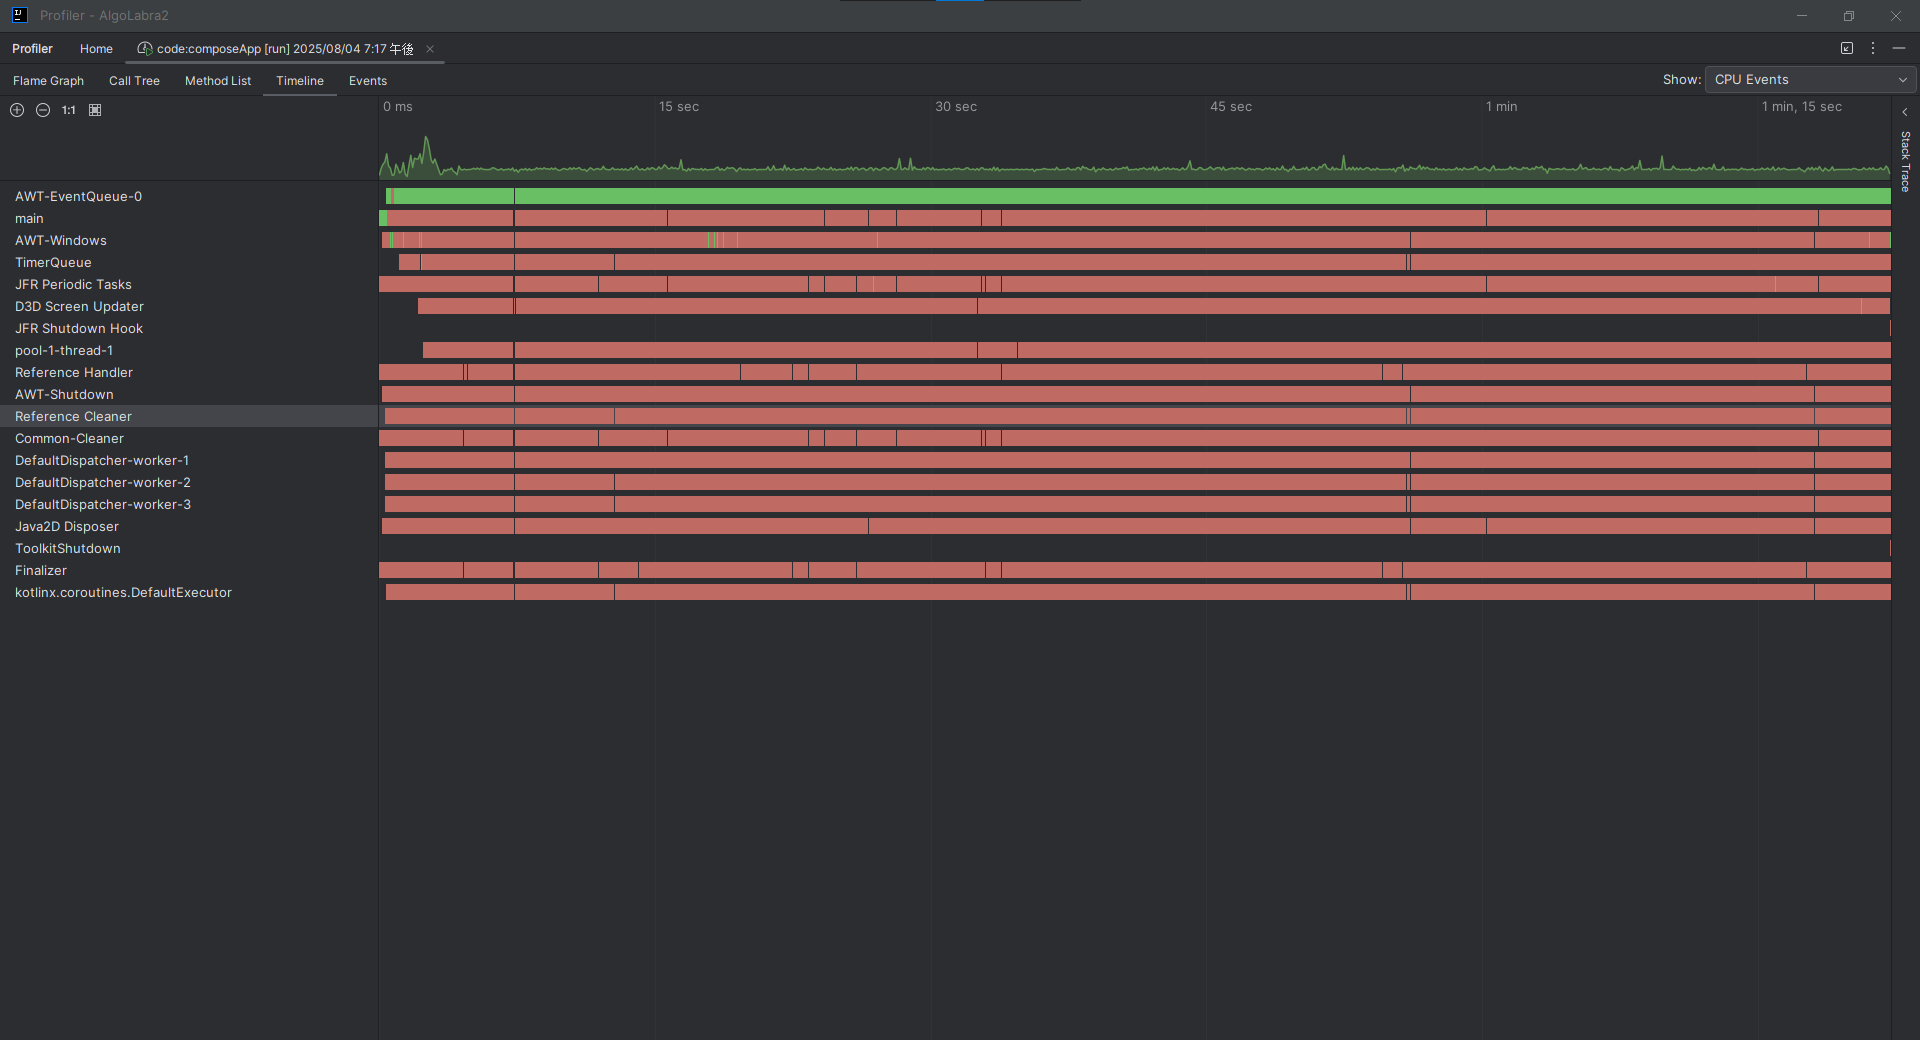 Profiler - AlgoLabra2
Profiler
Home
code:composeApp [run] 2025/08/04 7:17 午後
Flame Graph
Call Tree
Method List
Timeline
Events
Show:
CPU Events
1:1
0 ms
15 sec
30 sec
45 sec
1 min
1 min, 15 sec
Stack Trace
AWT-EventQueue-0
main
AWT-Windows
TimerQueue
JFR Periodic Tasks
D3D Screen Updater
JFR Shutdown Hook
pool-1-thread-1
Reference Handler
AWT-Shutdown
Reference Cleaner
Common-Cleaner
DefaultDispatcher-worker-1
DefaultDispatcher-worker-2
DefaultDispatcher-worker-3
Java2D Disposer
ToolkitShutdown
Finalizer
kotlinx.coroutines.DefaultExecutor